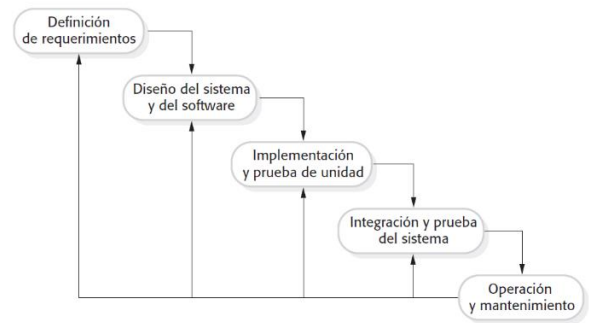 Definición
de requerimientos
Diseño del sistema
y del software
Implementación
y prueba de unidad
Integración y prueba
del sistema
Operación
y mantenimiento